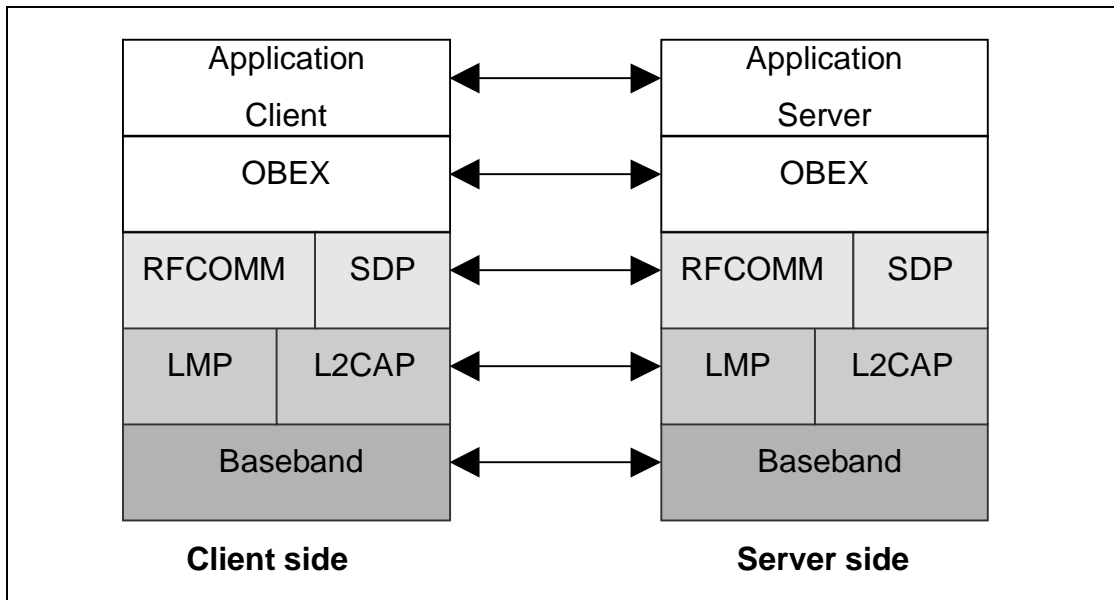 Application Application
Client Server
OBEX OBEX
RFCOMM SDP RFCOMM SDP
LMP L2CAP LMP L2CAP
Baseband Baseband
Client side Server side